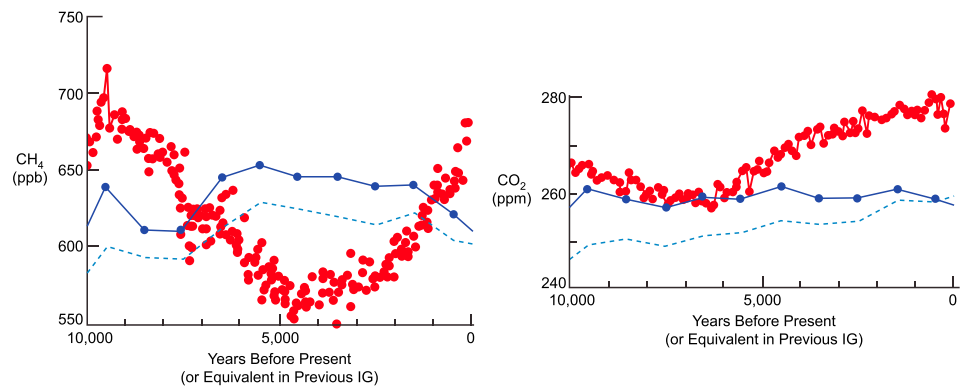 750
700
650
600
550
CH4
(ppb)
10,000
5,000
0
Years Before Present
(or Equivalent in Previous IG)
280
260
240
CO2
(ppm)
10,000
5,000
0
Years Before Present
(or Equivalent in Previous IG)